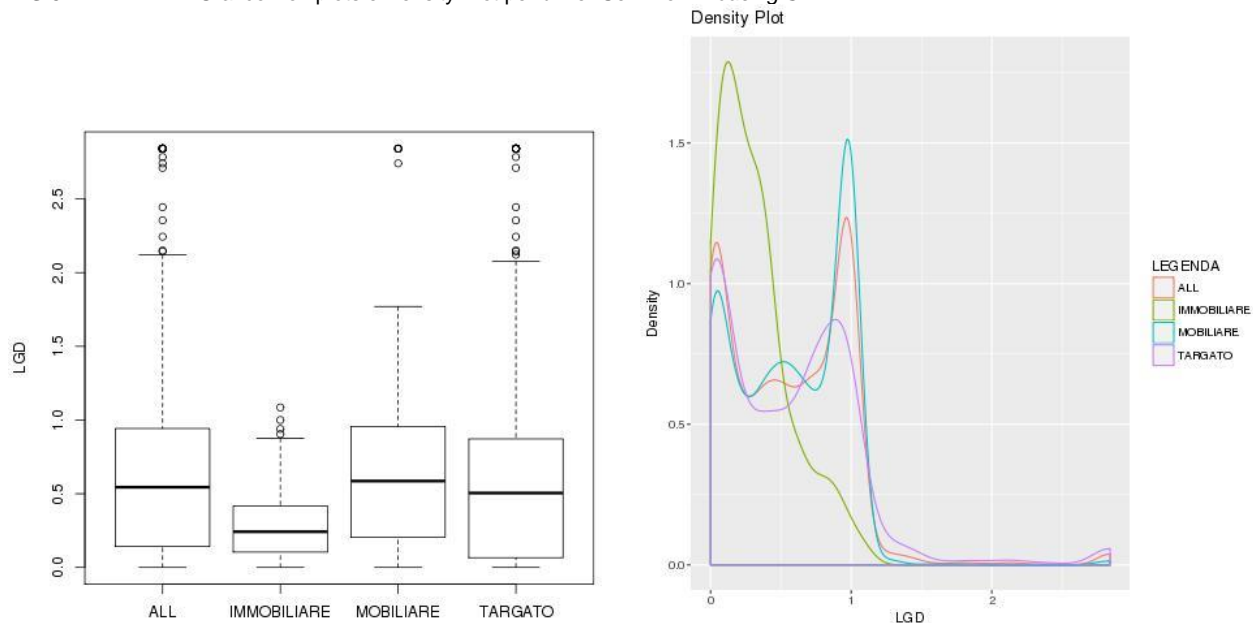 Density Plot
2.5
2.0
1.5
1.0
0.5
0.0
LGD
ALL IMMOBILIARE MOBILIARE TARGATO
1.5
1.0
0.5
0.0
Density
0 1 2
LGD
LEGENDA
ALL
IMMOBILIARE
MOBILIARE
TARGATO